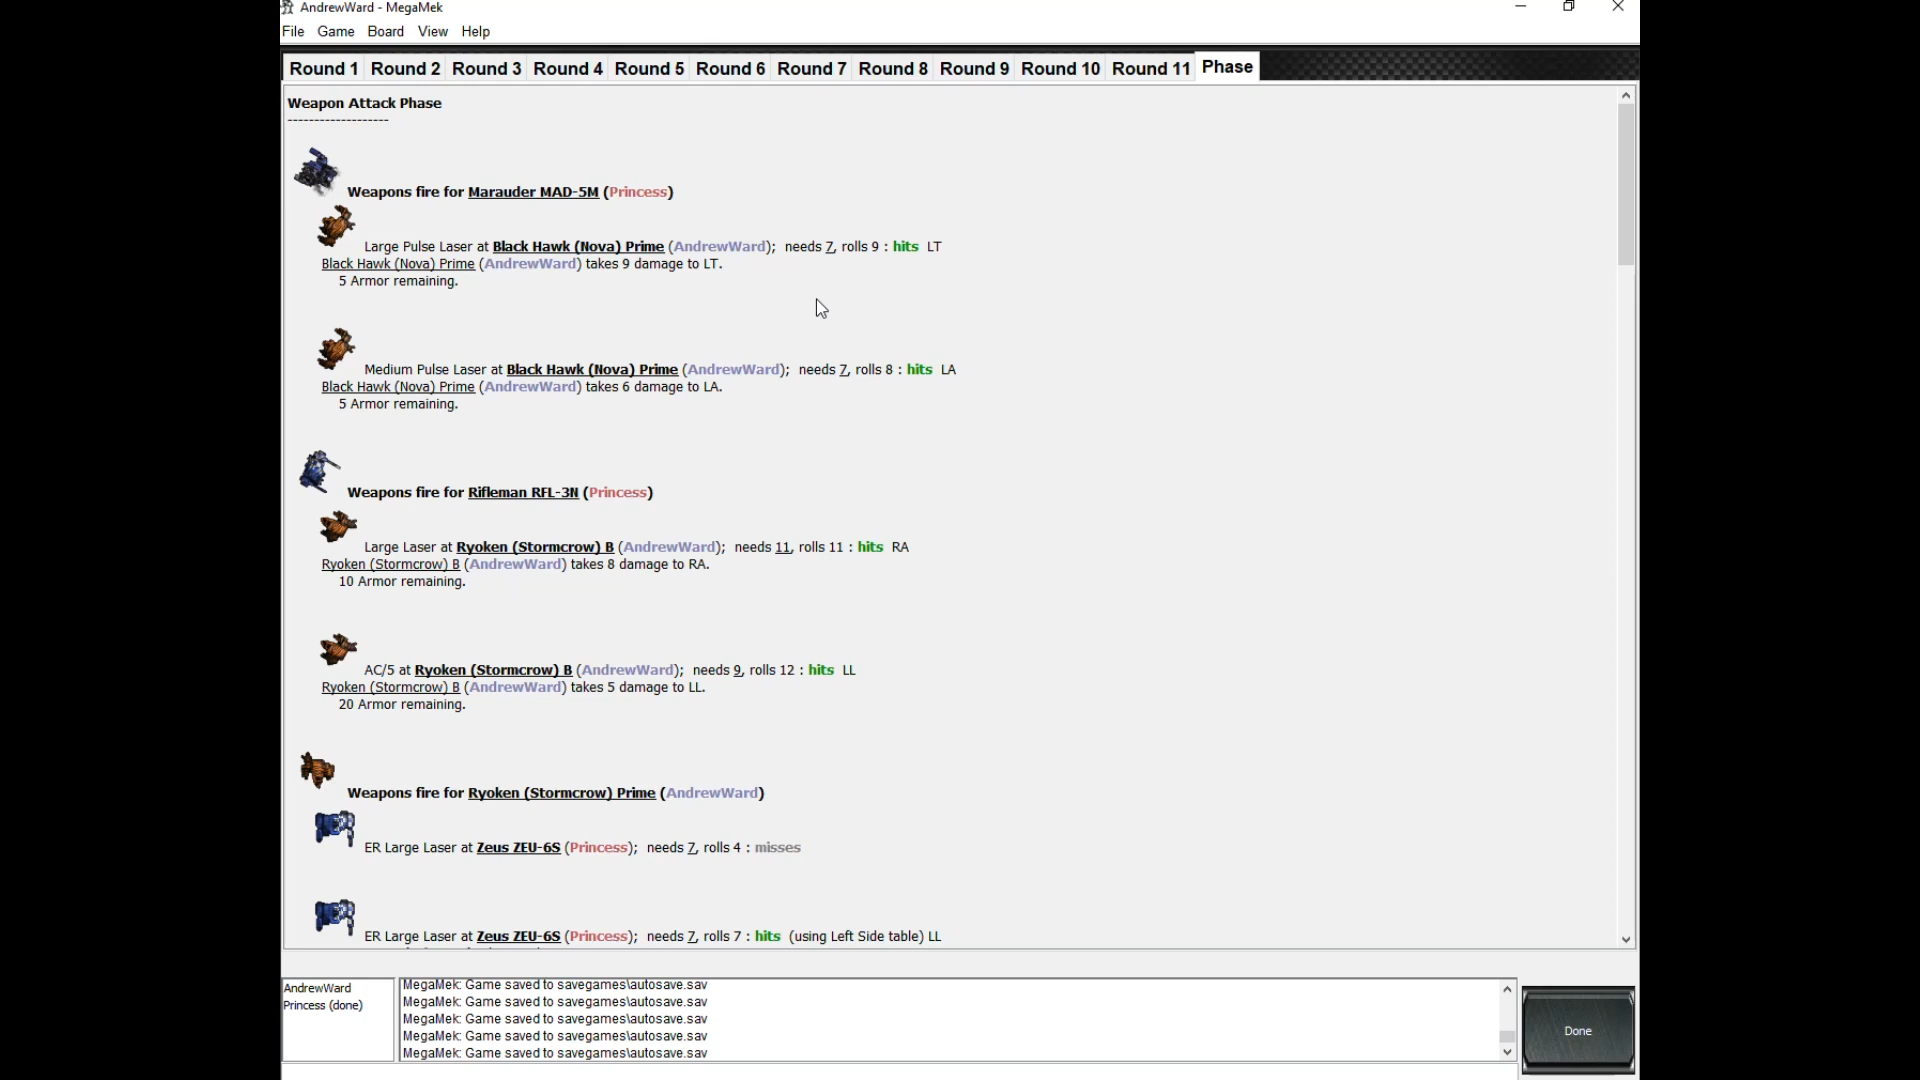 AndrewWard - MegaMek
File Game Board View Help
Round 1 Round 2 Round 3 Round 4 Round 5 Round 6 Round 7 Round 8 Round 9 Round 10 Round 11 Phase
Weapon Attack Phase
-------------------
Weapons fire for Marauder MAD-5M (Princess)
Large Pulse Laser at Black Hawk (Nova) Prime (AndrewWard); needs 7, rolls 9 : hits LT
Black Hawk (Nova) Prime (AndrewWard) takes 9 damage to LT.
5 Armor remaining.
Medium Pulse Laser at Black Hawk (Nova) Prime (AndrewWard); needs 7, rolls 8 : hits LA
Black Hawk (Nova) Prime (AndrewWard) takes 6 damage to LA.
5 Armor remaining.
Weapons fire for Rifleman RFL-3N (Princess)
Large Laser at Ryoken (Stormcrow) B (AndrewWard); needs 11, rolls 11 : hits RA
Ryoken (Stormcrow) B (AndrewWard) takes 8 damage to RA.
10 Armor remaining.
AC/5 at Ryoken (Stormcrow) B (AndrewWard); needs 9, rolls 12 : hits LL
Ryoken (Stormcrow) B (AndrewWard) takes 5 damage to LL.
20 Armor remaining.
Weapons fire for Ryoken (Stormcrow) Prime (AndrewWard)
ER Large Laser at Zeus ZEU-6S (Princess); needs 7, rolls 4 : misses
ER Large Laser at Zeus ZEU-6S (Princess); needs 7, rolls 7 : hits (using Left Side table) LL
AndrewWard
Princess (done)
MegaMek: Game saved to savegames\autosave.sav
MegaMek: Game saved to savegames\autosave.sav
MegaMek: Game saved to savegames\autosave.sav
MegaMek: Game saved to savegames\autosave.sav
MegaMek: Game saved to savegames\autosave.sav
Done